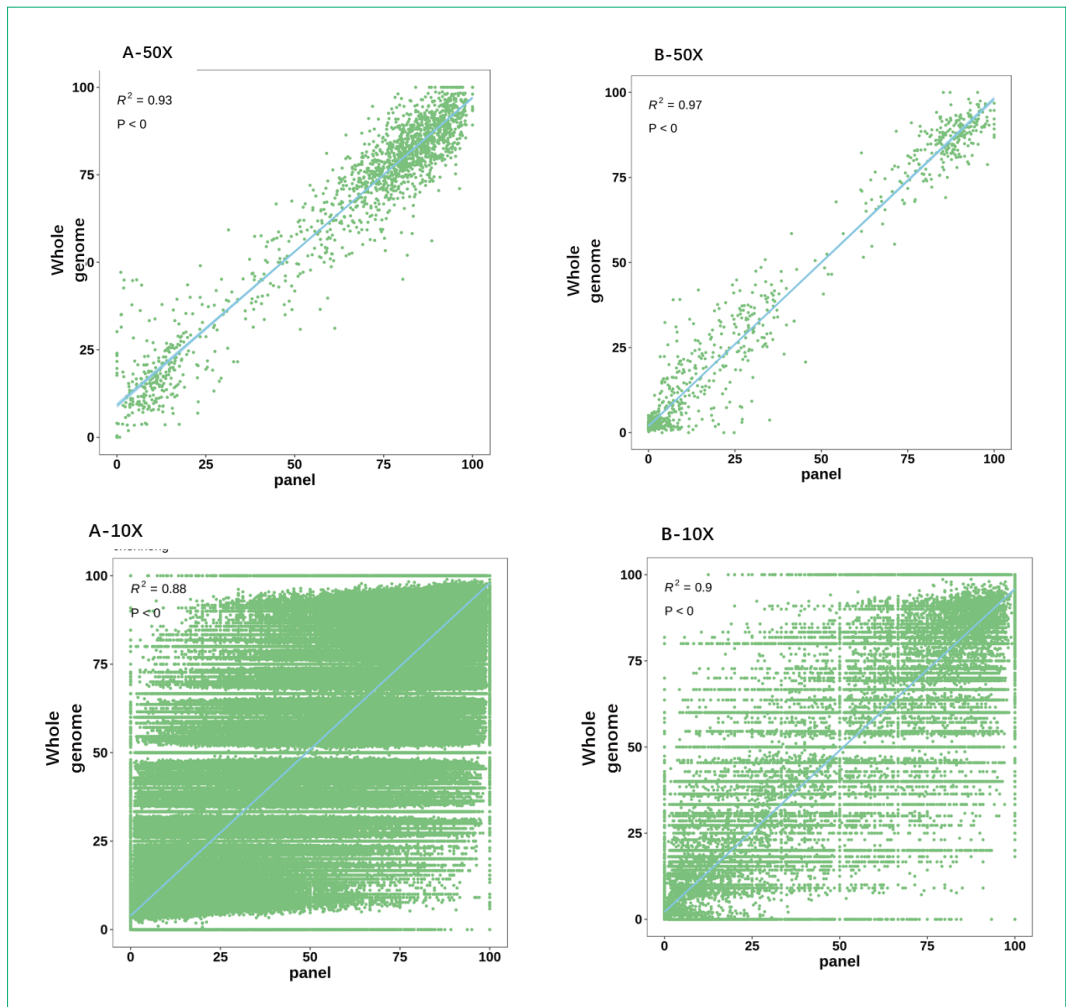 A-50X
100
R² = 0.93
P < 0
75
Whole
genome
50
25
0
0 25 50 75 100
panel
B-50X
100
R² = 0.97
P < 0
75
Whole
genome
50
25
0
0 25 50 75 100
panel
A-10X
100
R² = 0.88
P < 0
75
Whole
genome
50
25
0
0 25 50 75 100
panel
B-10X
100
R² = 0.9
P < 0
75
Whole
genome
50
25
0
0 25 50 75 100
panel